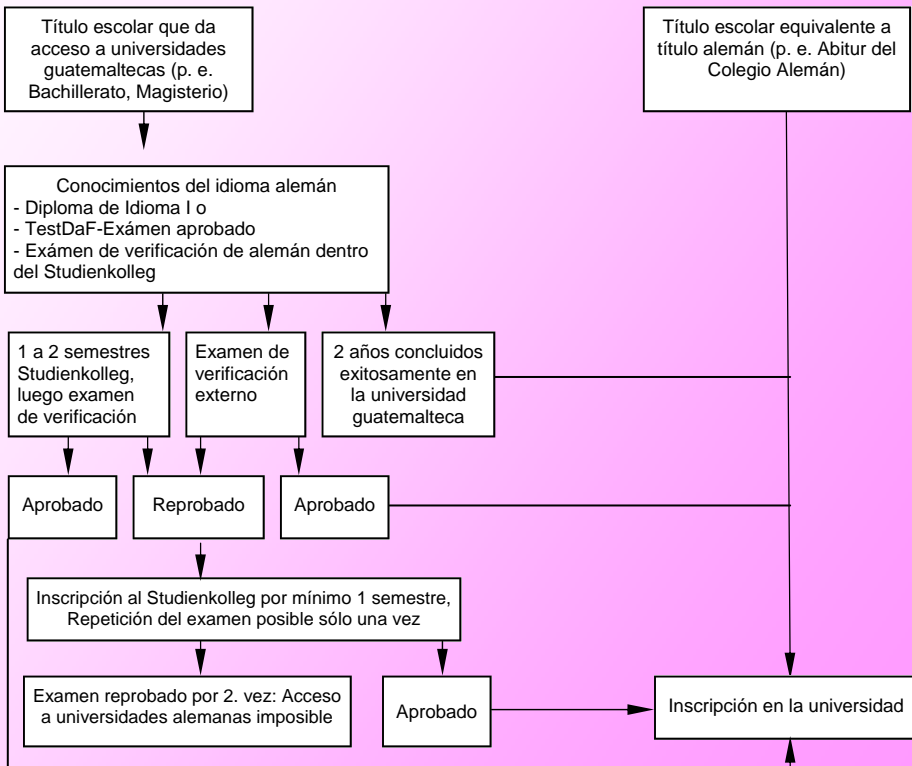 Título escolar que da
acceso a universidades
guatemaltecas (p. e.
Bachillerato, Magisterio)
Título escolar equivalente a
título alemán (p. e. Abitur del
Colegio Alemán)
Conocimientos del idioma alemán
- Diploma de Idioma I o
- TestDaF-Exámen aprobado
- Exámen de verificación de alemán dentro
del Studienkolleg
1 a 2 semestres
Studienkolleg,
luego examen
de verificación
Examen de
verificación
externo
2 años concluidos
exitosamente en
la universidad
guatemalteca
Aprobado
Reprobado
Aprobado
Inscripción al Studienkolleg por mínimo 1 semestre,
Repetición del examen posible sólo una vez
Examen reprobado por 2. vez: Acceso
a universidades alemanas imposible
Aprobado
Inscripción en la universidad